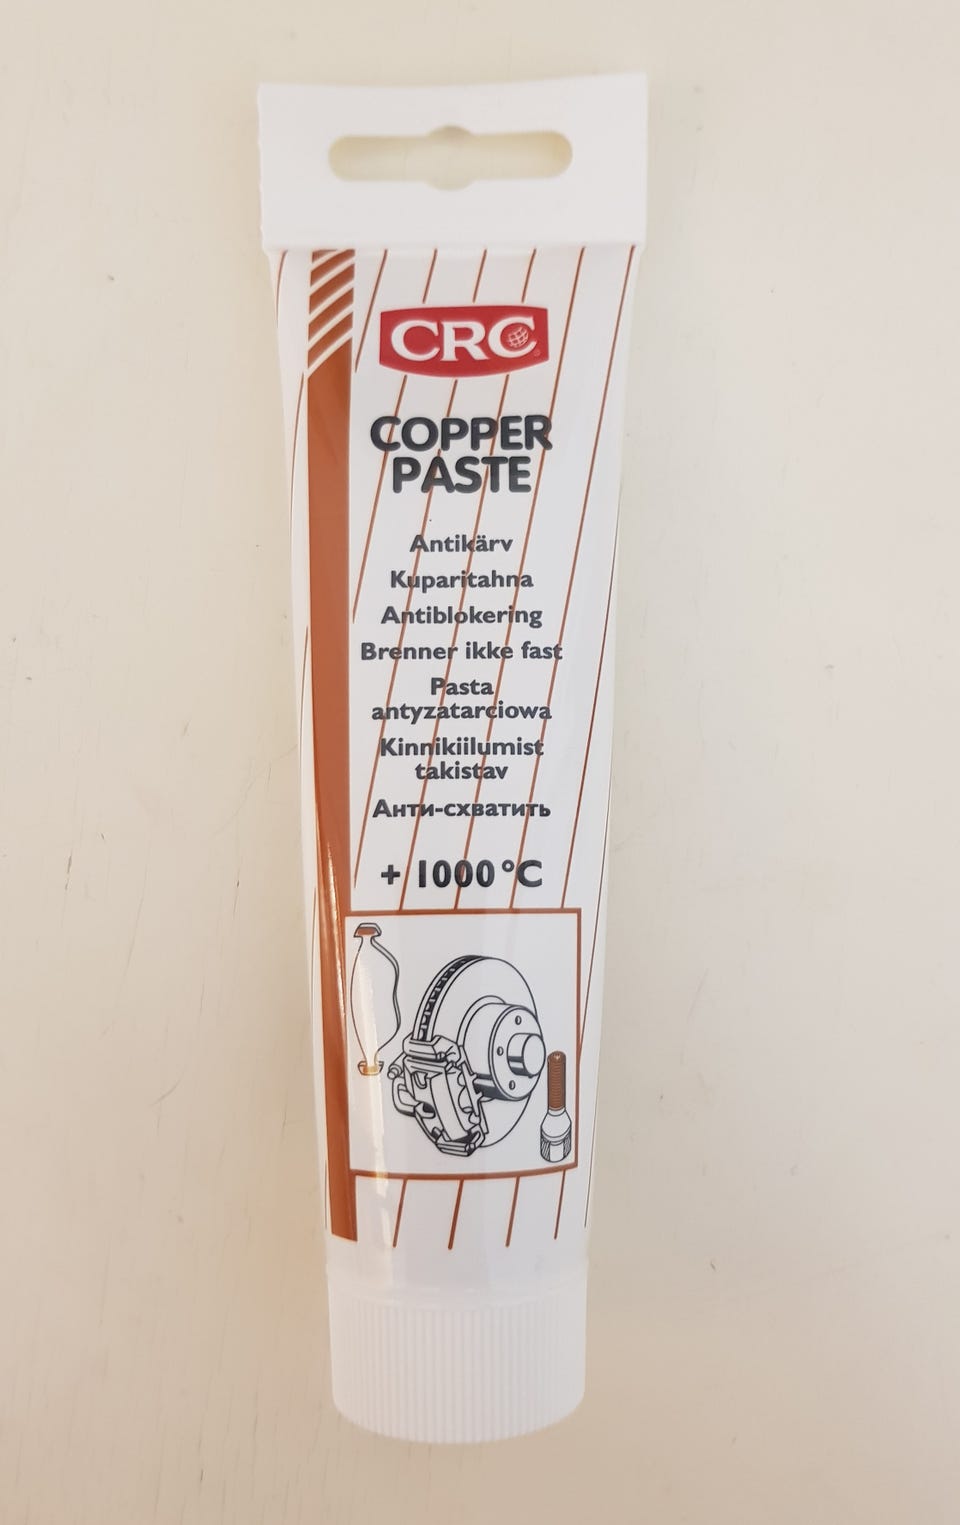 CRC
COPPER
PASTE
Antikärv
Kuparitahna
Antiblokering
Brenner ikke fast
Pasta
antyzatarciowa
Kinnikiilumist
takistav
Анти-схватить
+ 1000 °C